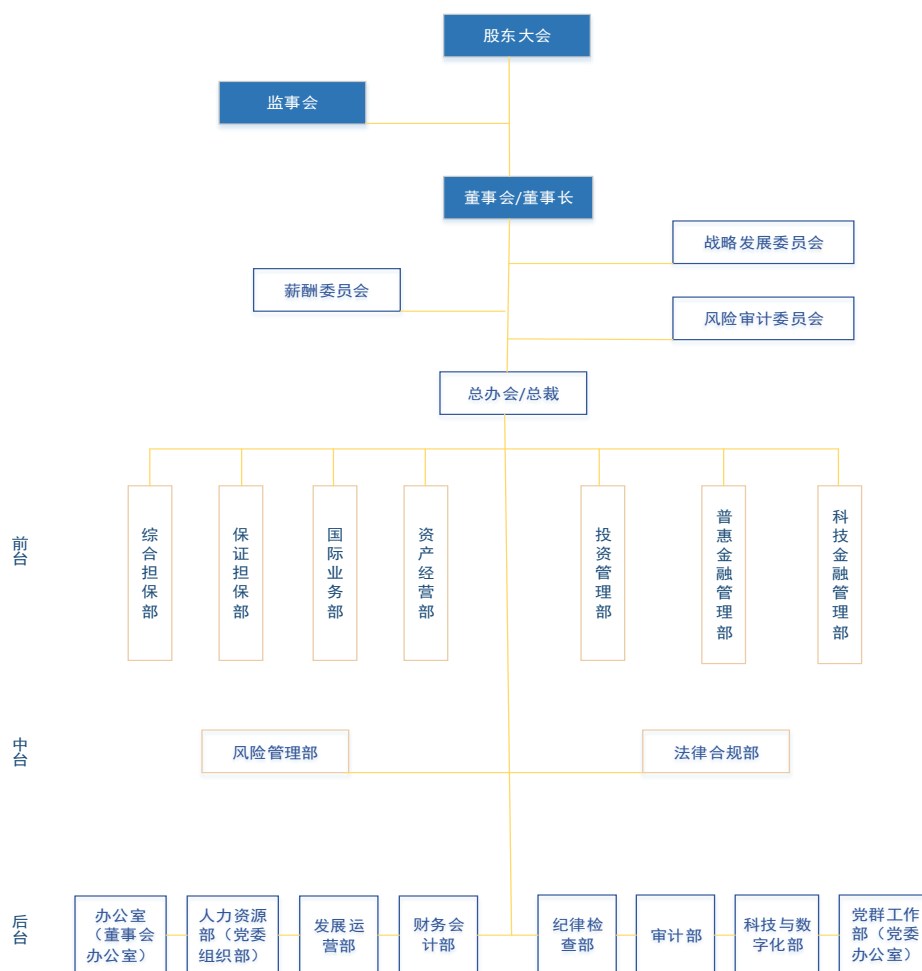 股东大会
监事会
董事会/董事长
战略发展委员会
薪酬委员会
风险审计委员会
总办会/总裁
前台
综合担保部
保证担保部
国际业务部
资产经营部
投资管理部
普惠金融管理部
科技金融管理部
中台
风险管理部
法律合规部
后台
办公室
（董事会
办公室）
人力资源
部（党委
组织部）
发展运
营部
财务会
计部
纪律检
查部
审计部
科技与数
字化部
党群工作
部（党委
办公室）